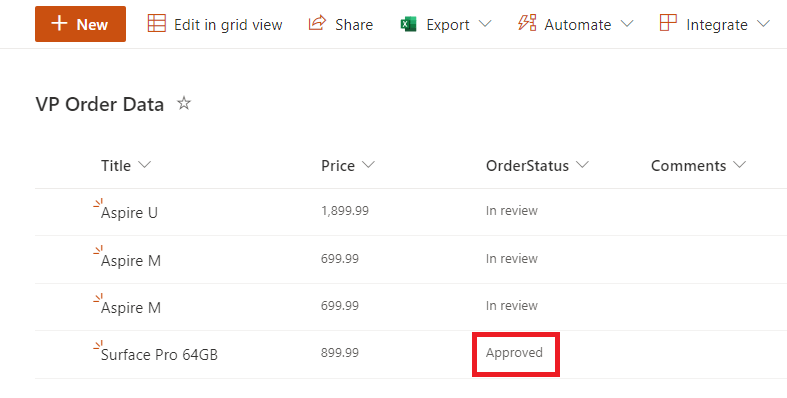 New Edit in grid view Share Export Automate Integrate
VP Order Data
Title Price OrderStatus Comments
Aspire U 1,899.99 In review
Aspire M 699.99 In review
Aspire M 699.99 In review
Surface Pro 64GB 899.99 Approved